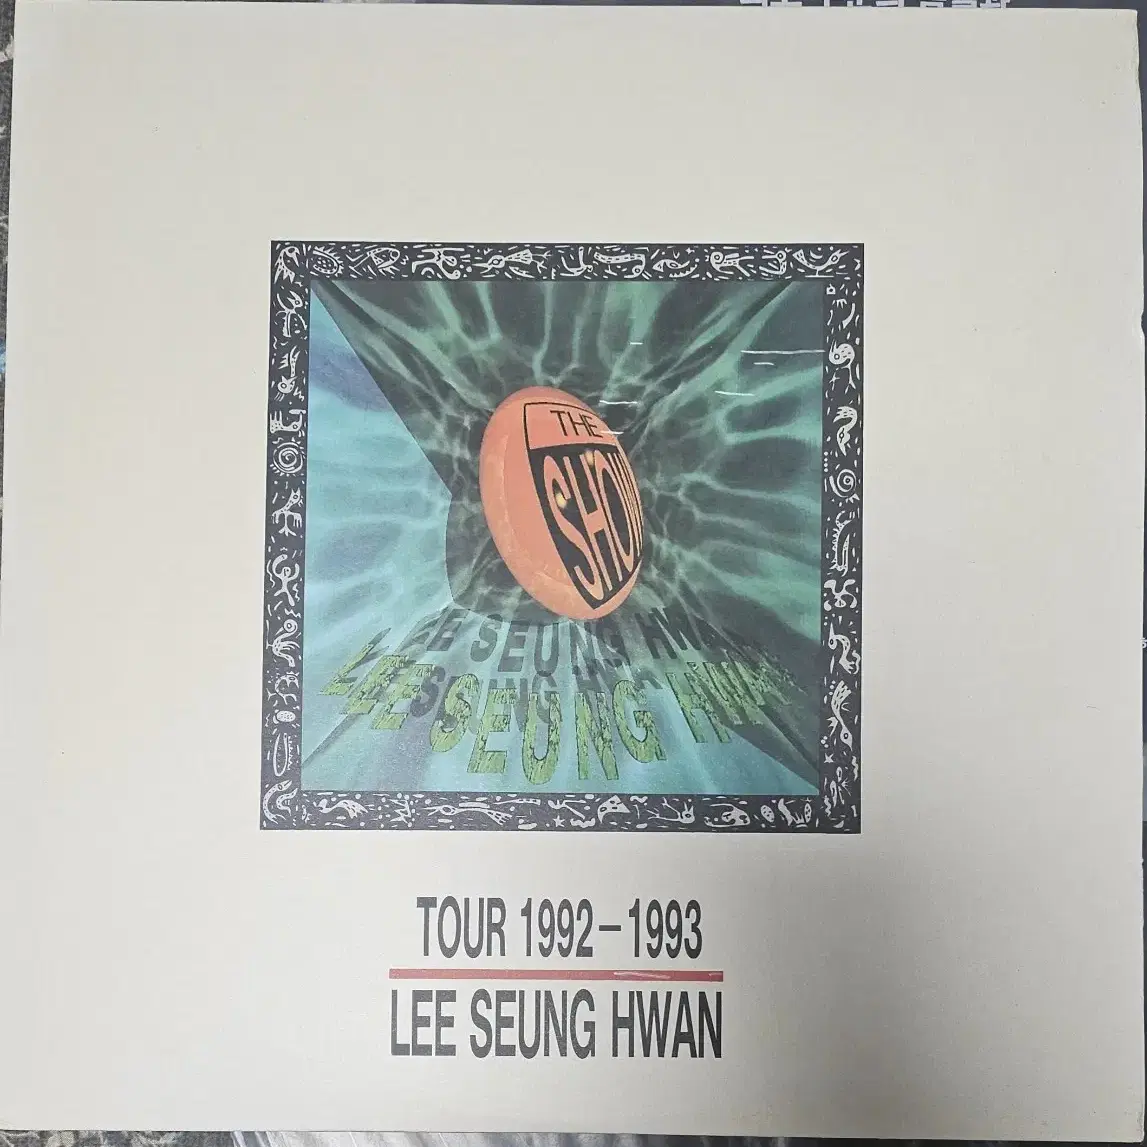 THE
SHOW
LEE SEUNG HWAN
LEE SEUNG HWAN
TOUR 1992-1993
LEE SEUNG HWAN